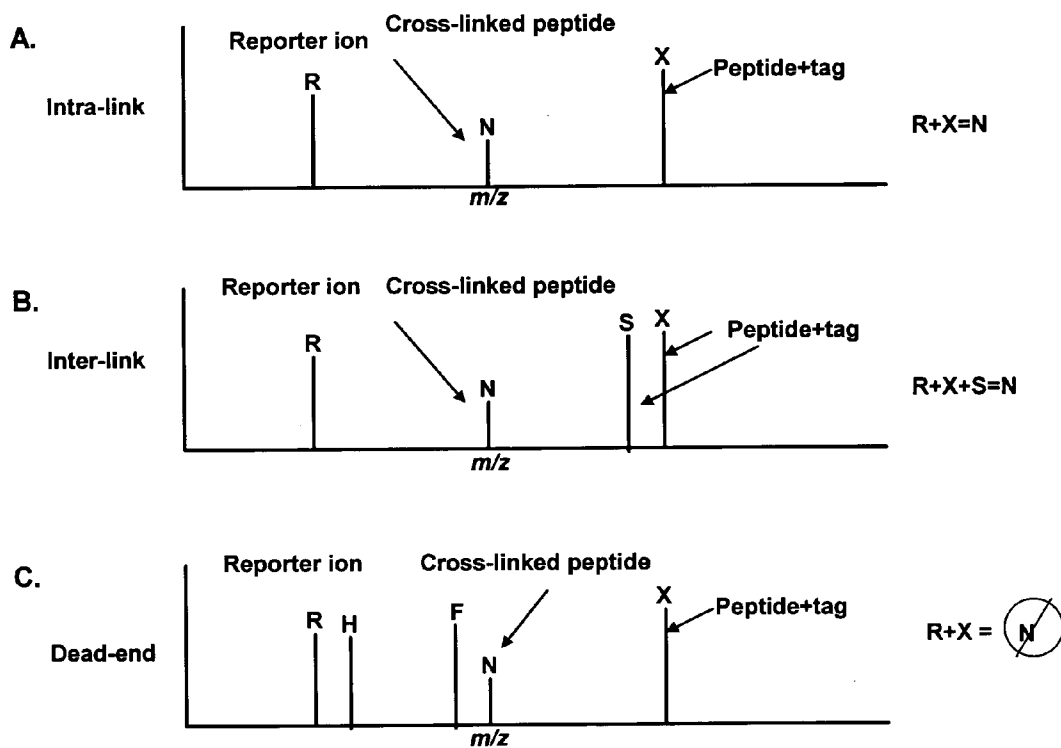 A.
Intra-link
Reporter ion
Cross-linked peptide
R
N
X
Peptide+tag
m/z
R+X=N
B.
Inter-link
Reporter ion
Cross-linked peptide
R
N
S
X
Peptide+tag
m/z
R+X+S=N
C.
Dead-end
Reporter ion
Cross-linked peptide
R
H
F
N
X
Peptide+tag
m/z
R+X = N